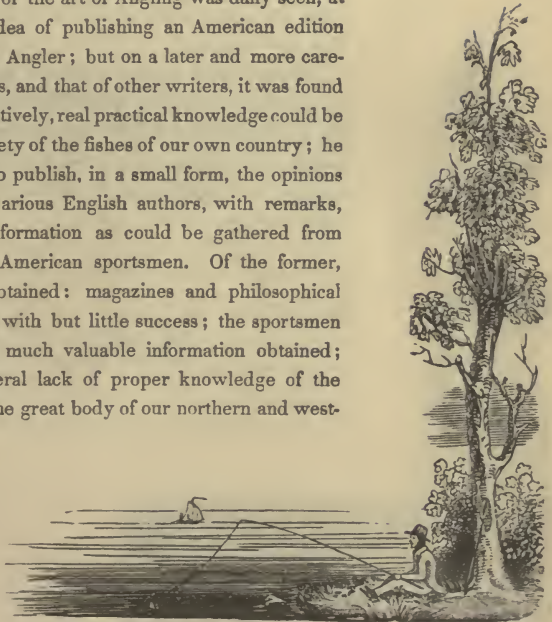 of the art of Angling was daily seen, at
idea of publishing an American edition
Angler; but on a later and more care-
s, and that of other writers, it was found
tively, real practical knowledge could be
ety of the fishes of our own country; he
o publish, in a small form, the opinions
arious English authors, with remarks,
formation as could be gathered from
American sportsmen. Of the former,
btained: magazines and philosophical
with but little success; the sportsmen
much valuable information obtained;
eral lack of proper knowledge of the
he great body of our northern and west-